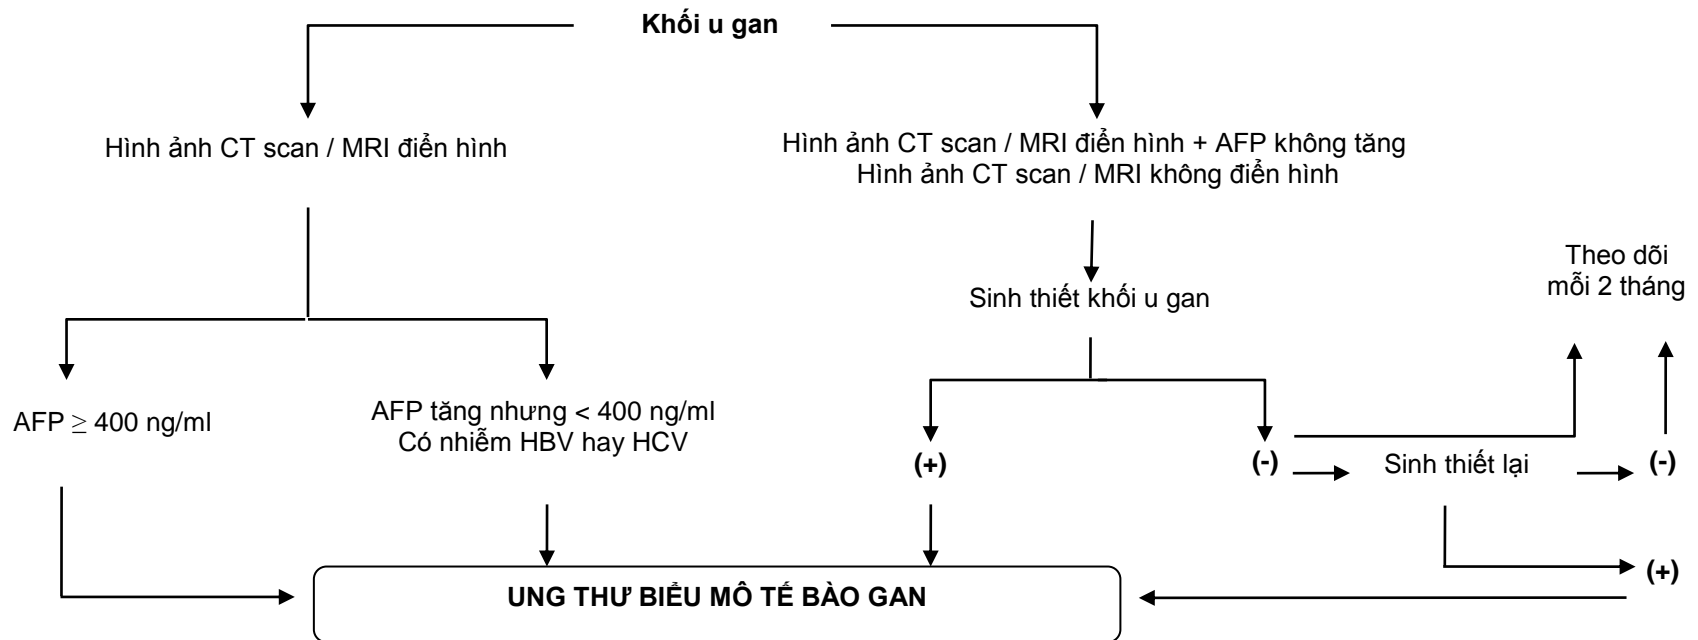 Khối u gan
Hình ảnh CT scan / MRI điển hình
Hình ảnh CT scan / MRI điển hình + AFP không tăng
Hình ảnh CT scan / MRI không điển hình
Theo dõi
mỗi 2 tháng
Sinh thiết khối u gan
AFP ≥ 400 ng/ml
AFP tăng nhưng < 400 ng/ml
Có nhiễm HBV hay HCV
(+)
(-)
Sinh thiết lại
(-)
(+)
UNG THƯ BIỂU MÔ TẾ BÀO GAN